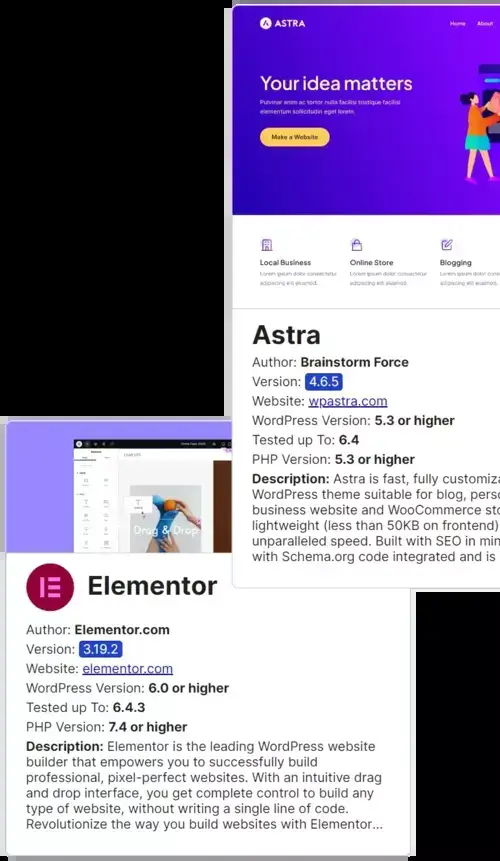 ASTRA
Home About
Your idea matters
Pulvinar enim ac tortor nulla facilisi tristique facilisi
elementum sollicitudin eget lorem.
Make a Website
Local Business
Online Store
Blogging
Lorem ipsum dolor consectetur
adipiscing elit eiusmod.
Lorem ipsum dolor consectetur
adipiscing elit eiusmod.
Lorem ipsum dolor conse
adipiscing elit eiusmod.
Astra
Author: Brainstorm Force
Version: 4.6.5
Website: wpastra.com
WordPress Version: 5.3 or higher
Tested up To: 6.4
PHP Version: 5.3 or higher
Description: Astra is fast, fully customiza
WordPress theme suitable for blog, perso
business website and WooCommerce sto
lightweight (less than 50KB on frontend)
unparalleled speed. Built with SEO in min
with Schema.org code integrated and is
Drag & Drop
Elementor
Author: Elementor.com
Version: 3.19.2
Website: elementor.com
WordPress Version: 6.0 or higher
Tested up To: 6.4.3
PHP Version: 7.4 or higher
Description: Elementor is the leading WordPress website
builder that empowers you to successfully build
professional, pixel-perfect websites. With an intuitive drag
and drop interface, you get complete control to build any
type of website, without writing a single line of code.
Revolutionize the way you build websites with Elementor...